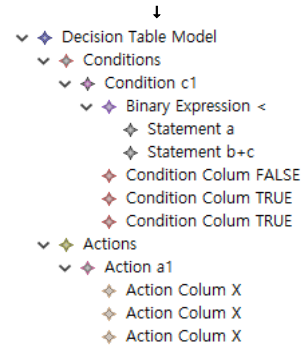 Decision Table Model
Conditions
Condition c1
Binary Expression <
Statement a
Statement b+c
Condition Colum FALSE
Condition Colum TRUE
Condition Colum TRUE
Actions
Action a1
Action Colum X
Action Colum X
Action Colum X